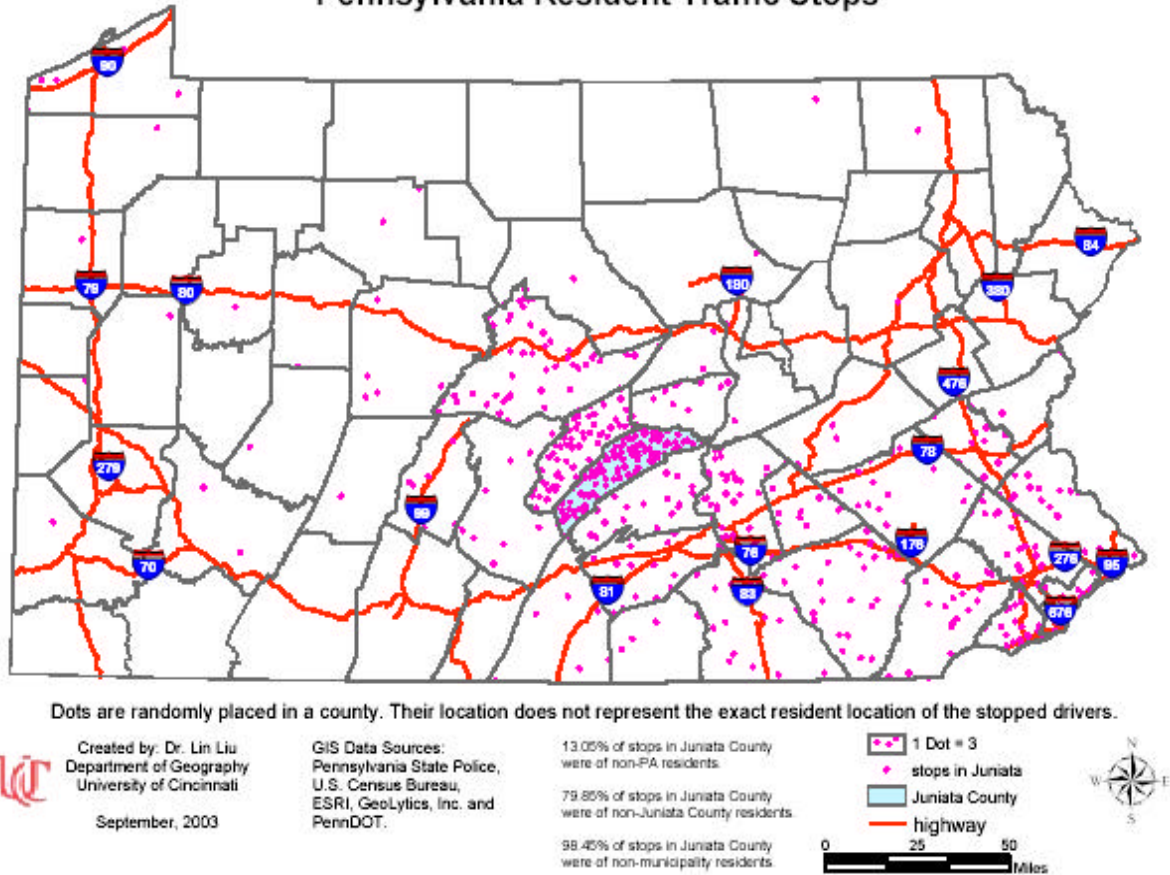 Pennsylvania Resident Traffic Stops
90
84
79
80
180
380
476
279
78
99
70
76
176
276
95
81
83
676
Dots are randomly placed in a county. Their location does not represent the exact resident location of the stopped drivers.
Created by: Dr. Lin Liu
Department of Geography
University of Cincinnati
September, 2003
GIS Data Sources:
Pennsylvania State Police,
U.S. Census Bureau,
ESRI, GeoLytics, Inc. and
PennDOT.
13.05% of stops in Juniata County
were of non-PA residents.
79.85% of stops in Juniata County
were of non-Juniata County residents.
98.45% of stops in Juniata County
were of non-municipality residents.
1 Dot = 3
stops in Juniata
Juniata County
highway
0 25 50
Miles
N
W E
S